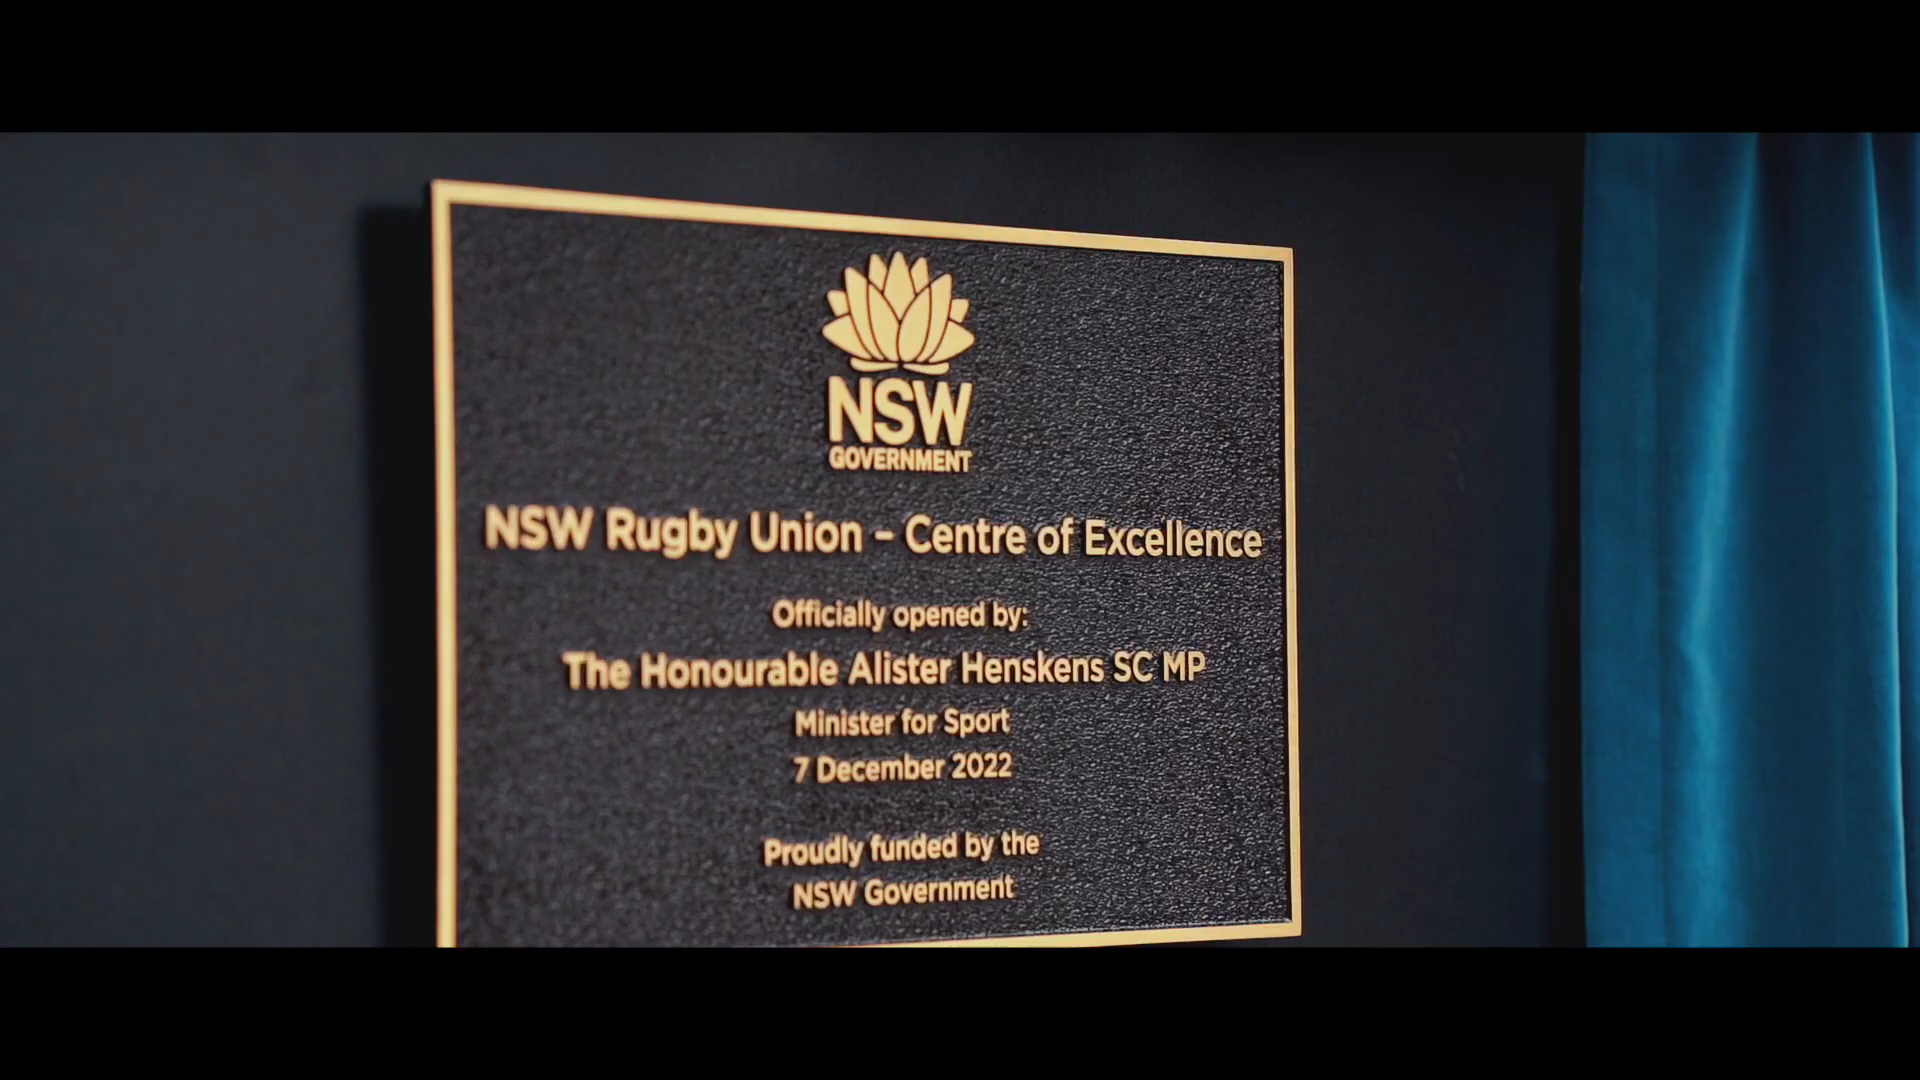 NSW
GOVERNMENT
NSW Rugby Union – Centre of Excellence
Officially opened by:
The Honourable Alister Henskens SC MP
Minister for Sport
7 December 2022
Proudly funded by the
NSW Government